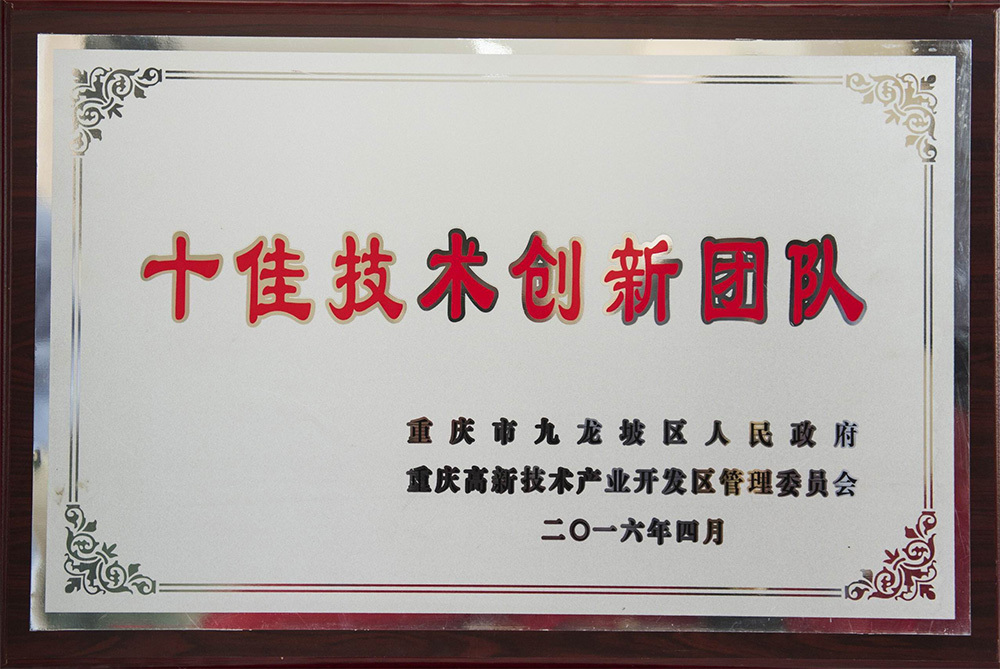 十佳技术创新团队
重庆市九龙坡区人民政府
重庆高新技术产业开发区管理委员会
二〇一六年四月